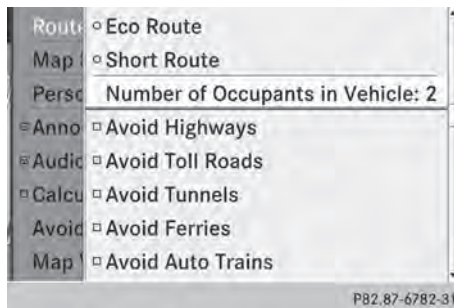 Route
Eco Route
Map
Short Route
Perso
Number of Occupants in Vehicle: 2
Anno
Avoid Highways
Audio
Avoid Toll Roads
Calcu
Avoid Tunnels
Avoid
Avoid Ferries
Map
Avoid Auto Trains
P82.87-6782-31